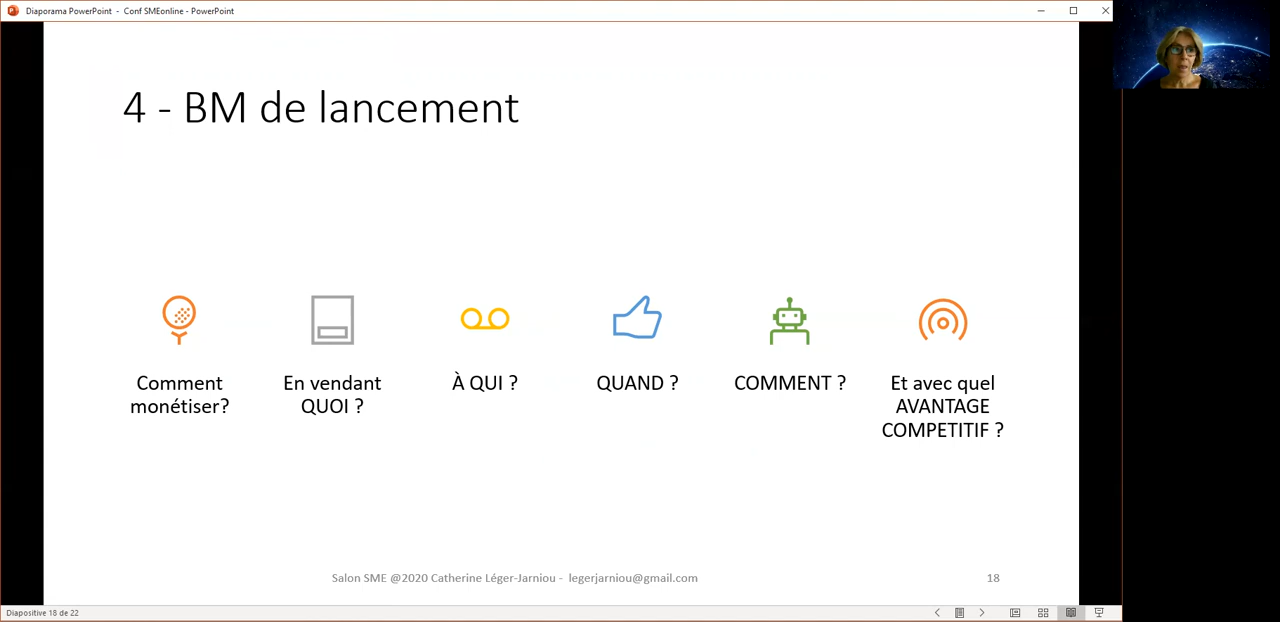 Diaporama PowerPoint - Conf SMEonline - PowerPoint
4 - BM de lancement
Comment
monétiser?
En vendant
QUOI ?
À QUI ?
QUAND ?
COMMENT ?
Et avec quel
AVANTAGE
COMPETITIF ?
Salon SME @2020 Catherine Léger-Jarniou - legerjarniou@gmail.com
18
Diapositive 18 de 22